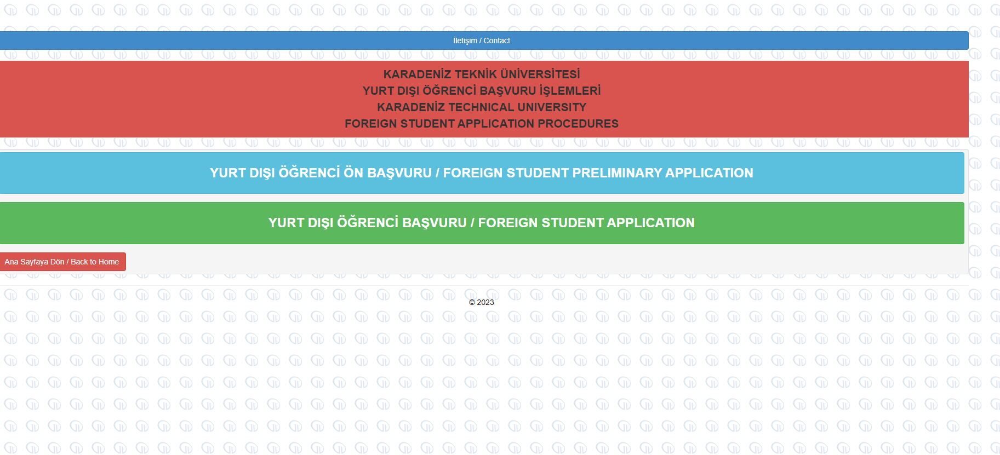 İletişim / Contact
KARADENİZ TEKNİK ÜNİVERSİTESİ
YURT DIŞI ÖĞRENCİ BAŞVURU İŞLEMLERİ
KARADENIZ TECHNICAL UNIVERSITY
FOREIGN STUDENT APPLICATION PROCEDURES
YURT DIŞI ÖĞRENCİ ÖN BAŞVURU / FOREIGN STUDENT PRELIMINARY APPLICATION
YURT DIŞI ÖĞRENCİ BAŞVURU / FOREIGN STUDENT APPLICATION
Ana Sayfaya Dön / Back to Home
© 2023